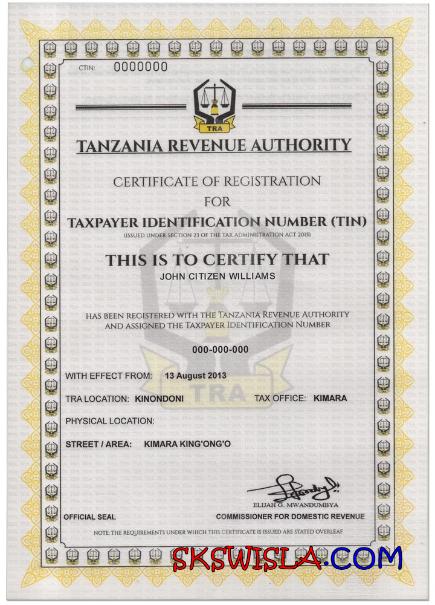 CTIN: 0000000
TRA
TANZANIA REVENUE AUTHORITY
CERTIFICATE OF REGISTRATION
FOR
TAXPAYER IDENTIFICATION NUMBER (TIN)
(ISSUED UNDER SECTION 23 OF THE TAX ADMINISTRATION ACT 2015)
THIS IS TO CERTIFY THAT
JOHN CITIZEN WILLIAMS
HAS BEEN REGISTERED WITH THE TANZANIA REVENUE AUTHORITY
AND ASSIGNED THE TAXPAYER IDENTIFICATION NUMBER
000-000-000
WITH EFFECT FROM: 13 August 2013
TRA
TRA LOCATION: KINONDONI TAX OFFICE: KIMARA
PHYSICAL LOCATION:
STREET / AREA: KIMARA KING'ONG'O
ELIJAH G. MWANDUMBYA
OFFICIAL SEAL COMMISSIONER FOR DOMESTIC REVENUE
NOTE: THE REQUIREMENTS UNDER WHICH THIS CERTIFICATE IS ISSUED ARE STATED OVERLEAF
SKSWISLA.COM